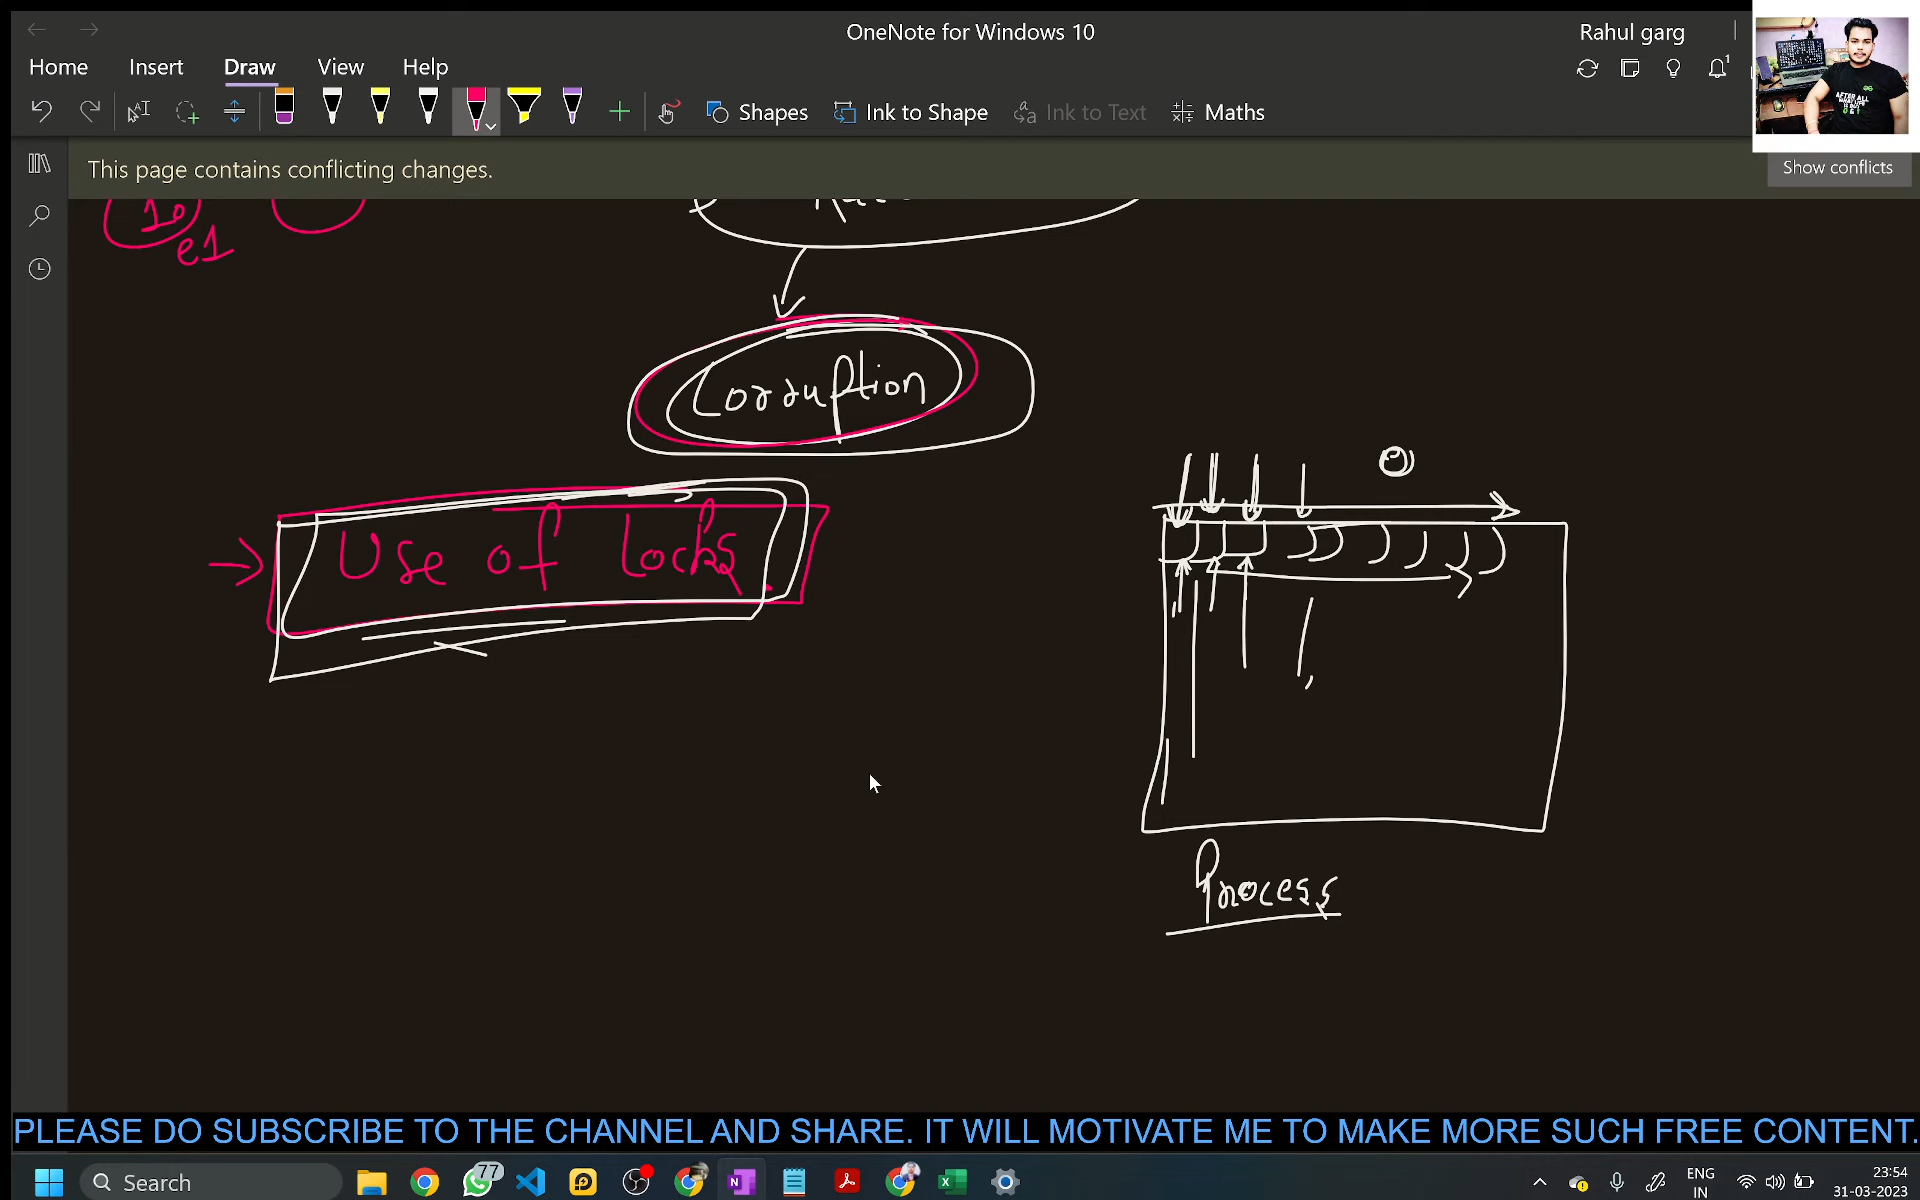 OneNote for Windows 10
Rahul garg
Home Insert Draw View Help
Shapes Ink to Shape Ink to Text Maths
This page contains conflicting changes.
Show conflicts
10
e1
Corruption
Use of locks.
Process
PLEASE DO SUBSCRIBE TO THE CHANNEL AND SHARE. IT WILL MOTIVATE ME TO MAKE MORE SUCH FREE CONTENT.
Search
77
ENG
IN
23:54
31-03-2023